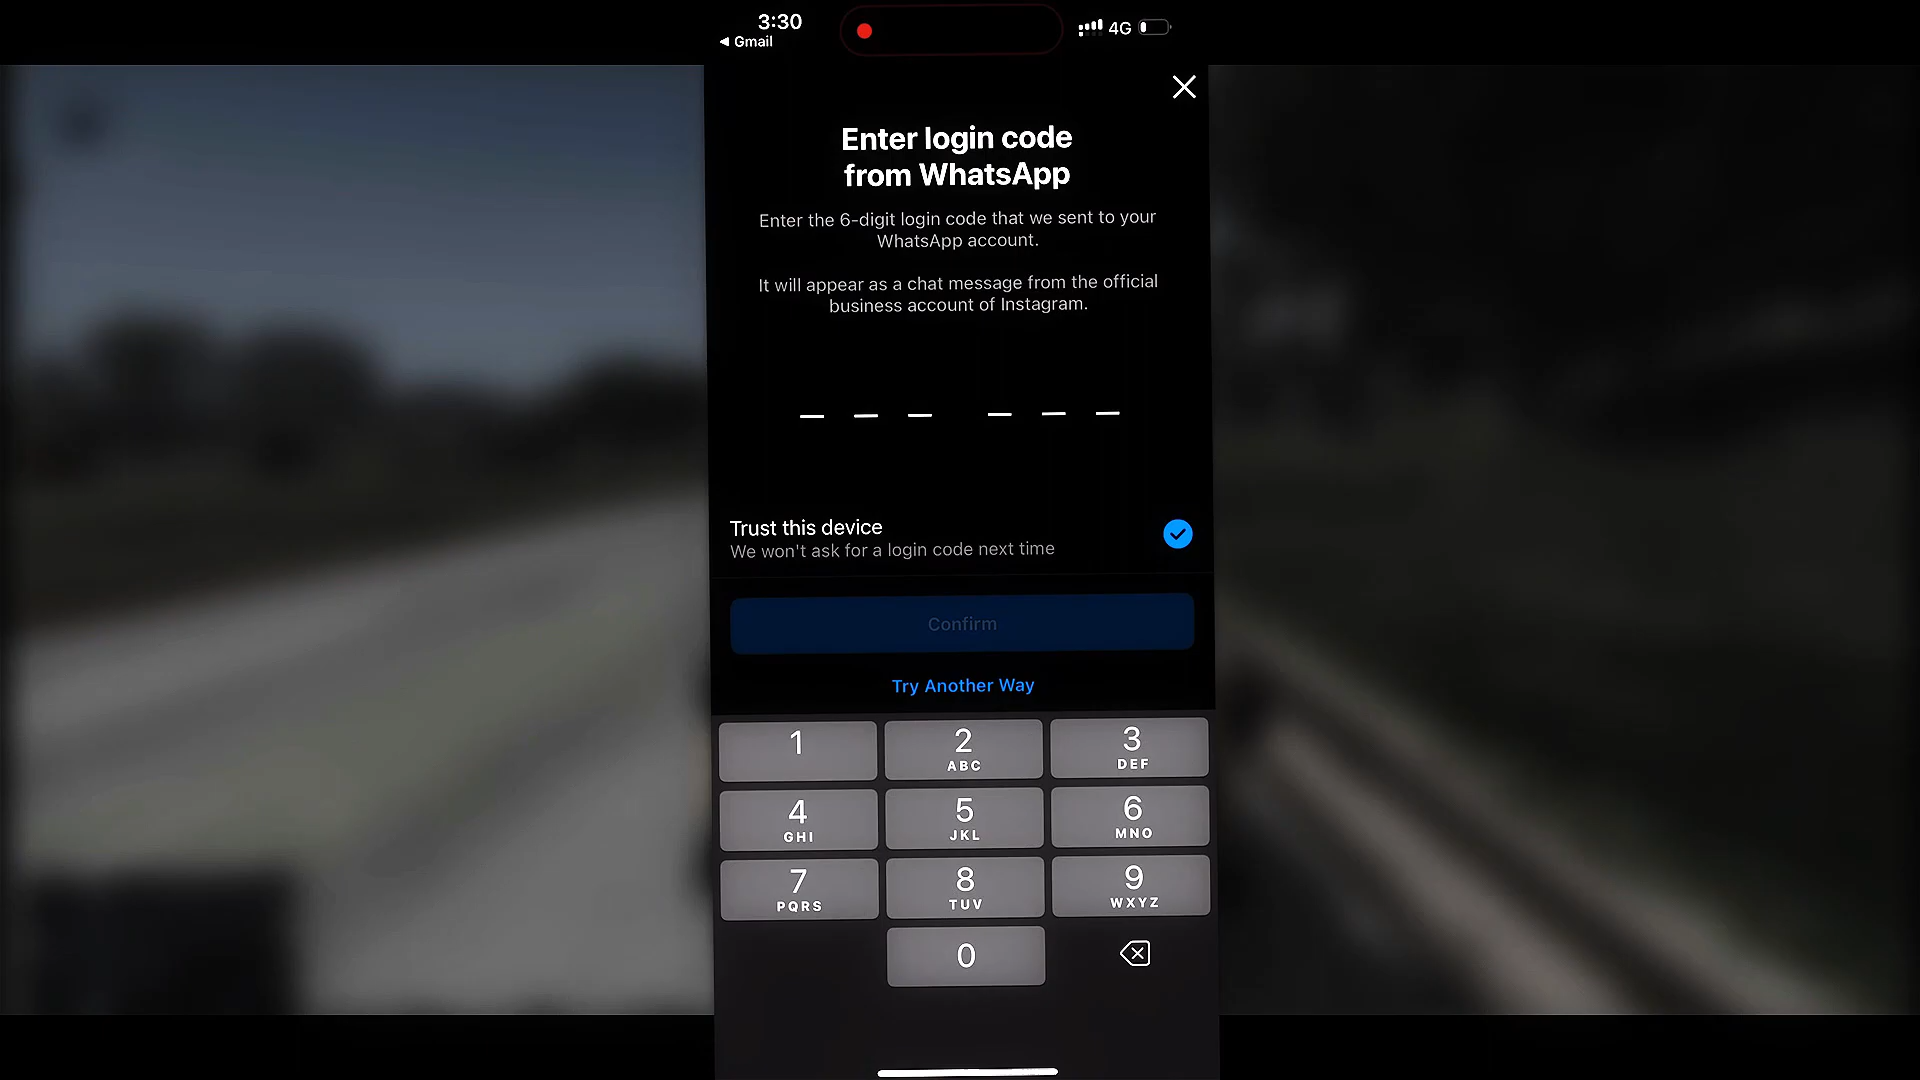 3:30
4G
◀ Gmail
Enter login code
from WhatsApp
Enter the 6-digit login code that we sent to your
WhatsApp account.
It will appear as a chat message from the official
business account of Instagram.
Trust this device
We won't ask for a login code next time
Confirm
Try Another Way
1
2
ABC
3
DEF
4
GHI
5
JKL
6
MNO
7
PQRS
8
TUV
9
WXYZ
0